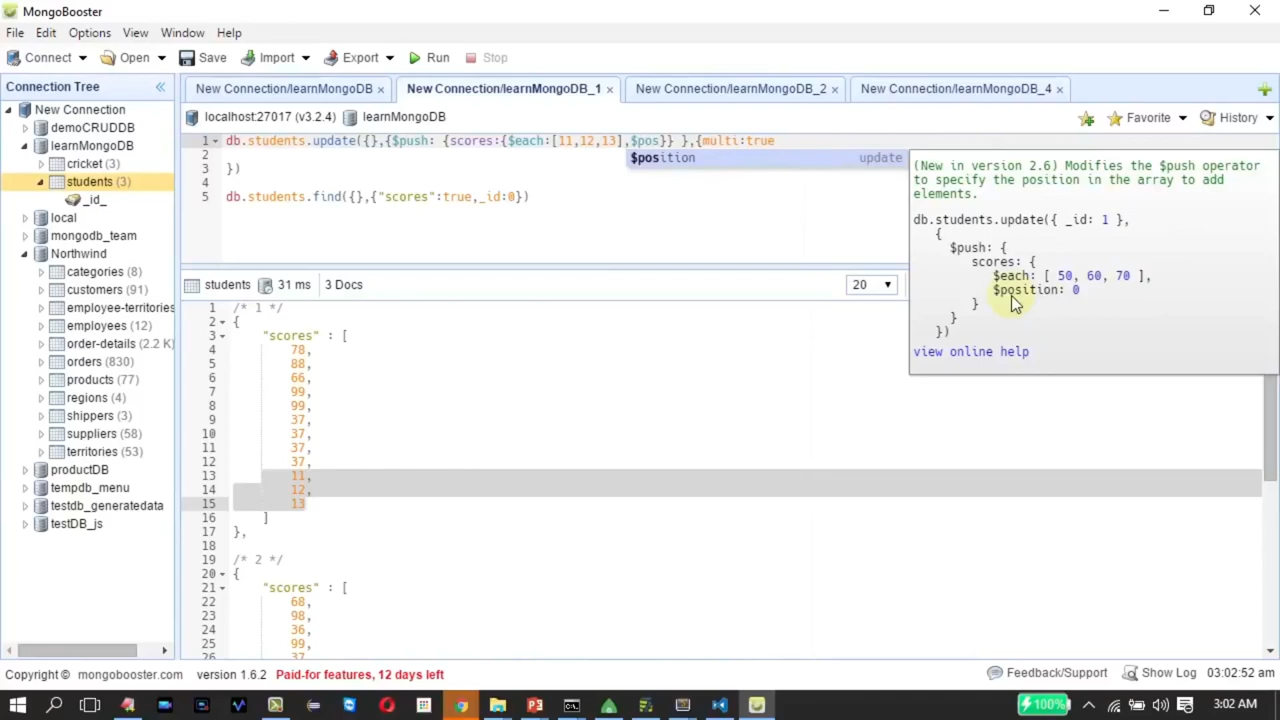 MongoBooster
File Edit Options View Window Help
Connect Open Save Import Export Run Stop
Connection Tree
New Connection/learnMongoDB × New Connection/learnMongoDB_1 × New Connection/learnMongoDB_2 × New Connection/learnMongoDB_4 ×
localhost:27017 (v3.2.4) learnMongoDB Favorite History
New Connection
demoCRUDDB
learnMongoDB
cricket (3)
students (3)
_id_
local
mongodb_team
Northwind
categories (8)
customers (91)
employee-territories
employees (12)
order-details (2.2 K)
orders (830)
products (77)
regions (4)
shippers (3)
suppliers (58)
territories (53)
productDB
tempdb_menu
testdb_generatedata
testDB_js
1 db.students.update({},{$push: {scores:{$each:[11,12,13],$pos}} },{multi:true
2
3 })
4
5 db.students.find({},{"scores":true,_id:0})
$position update
(New in version 2.6) Modifies the $push operator
to specify the position in the array to add
elements.
db.students.update({ _id: 1 },
{
$push: {
scores: {
$each: [ 50, 60, 70 ],
$position: 0
}
}
})
view online help
students 31 ms 3 Docs 20
1 /* 1 */
2 {
3 "scores" : [
4 78,
5 88,
6 66,
7 99,
8 99,
9 37,
10 37,
11 37,
12 37,
13 11,
14 12,
15 13
16 ]
17 },
18
19 /* 2 */
20 {
21 "scores" : [
22 68,
23 98,
24 36,
25 99,
26 37
Copyright © mongobooster.com version 1.6.2 Paid-for features, 12 days left Feedback/Support Show Log 03:02:52 am
100% 3:02 AM